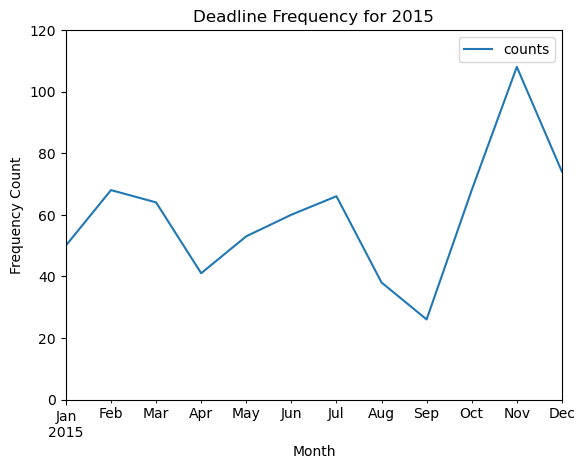 Deadline Frequency for 2015
counts
Frequency Count
120
100
80
60
40
20
0
Jan Feb Mar Apr May Jun Jul Aug Sep Oct Nov Dec
2015
Month